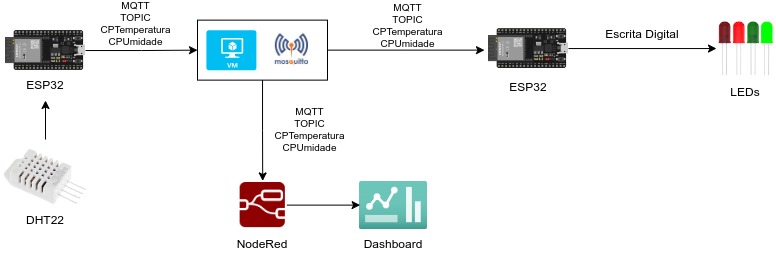 MQTT
TOPIC
CPTemperatura
CPUmidade
ESP32
DHT22
VM
mosquitto
MQTT
TOPIC
CPTemperatura
CPUmidade
ESP32
Escrita Digital
LEDs
MQTT
TOPIC
CPTemperatura
CPUmidade
NodeRed
Dashboard